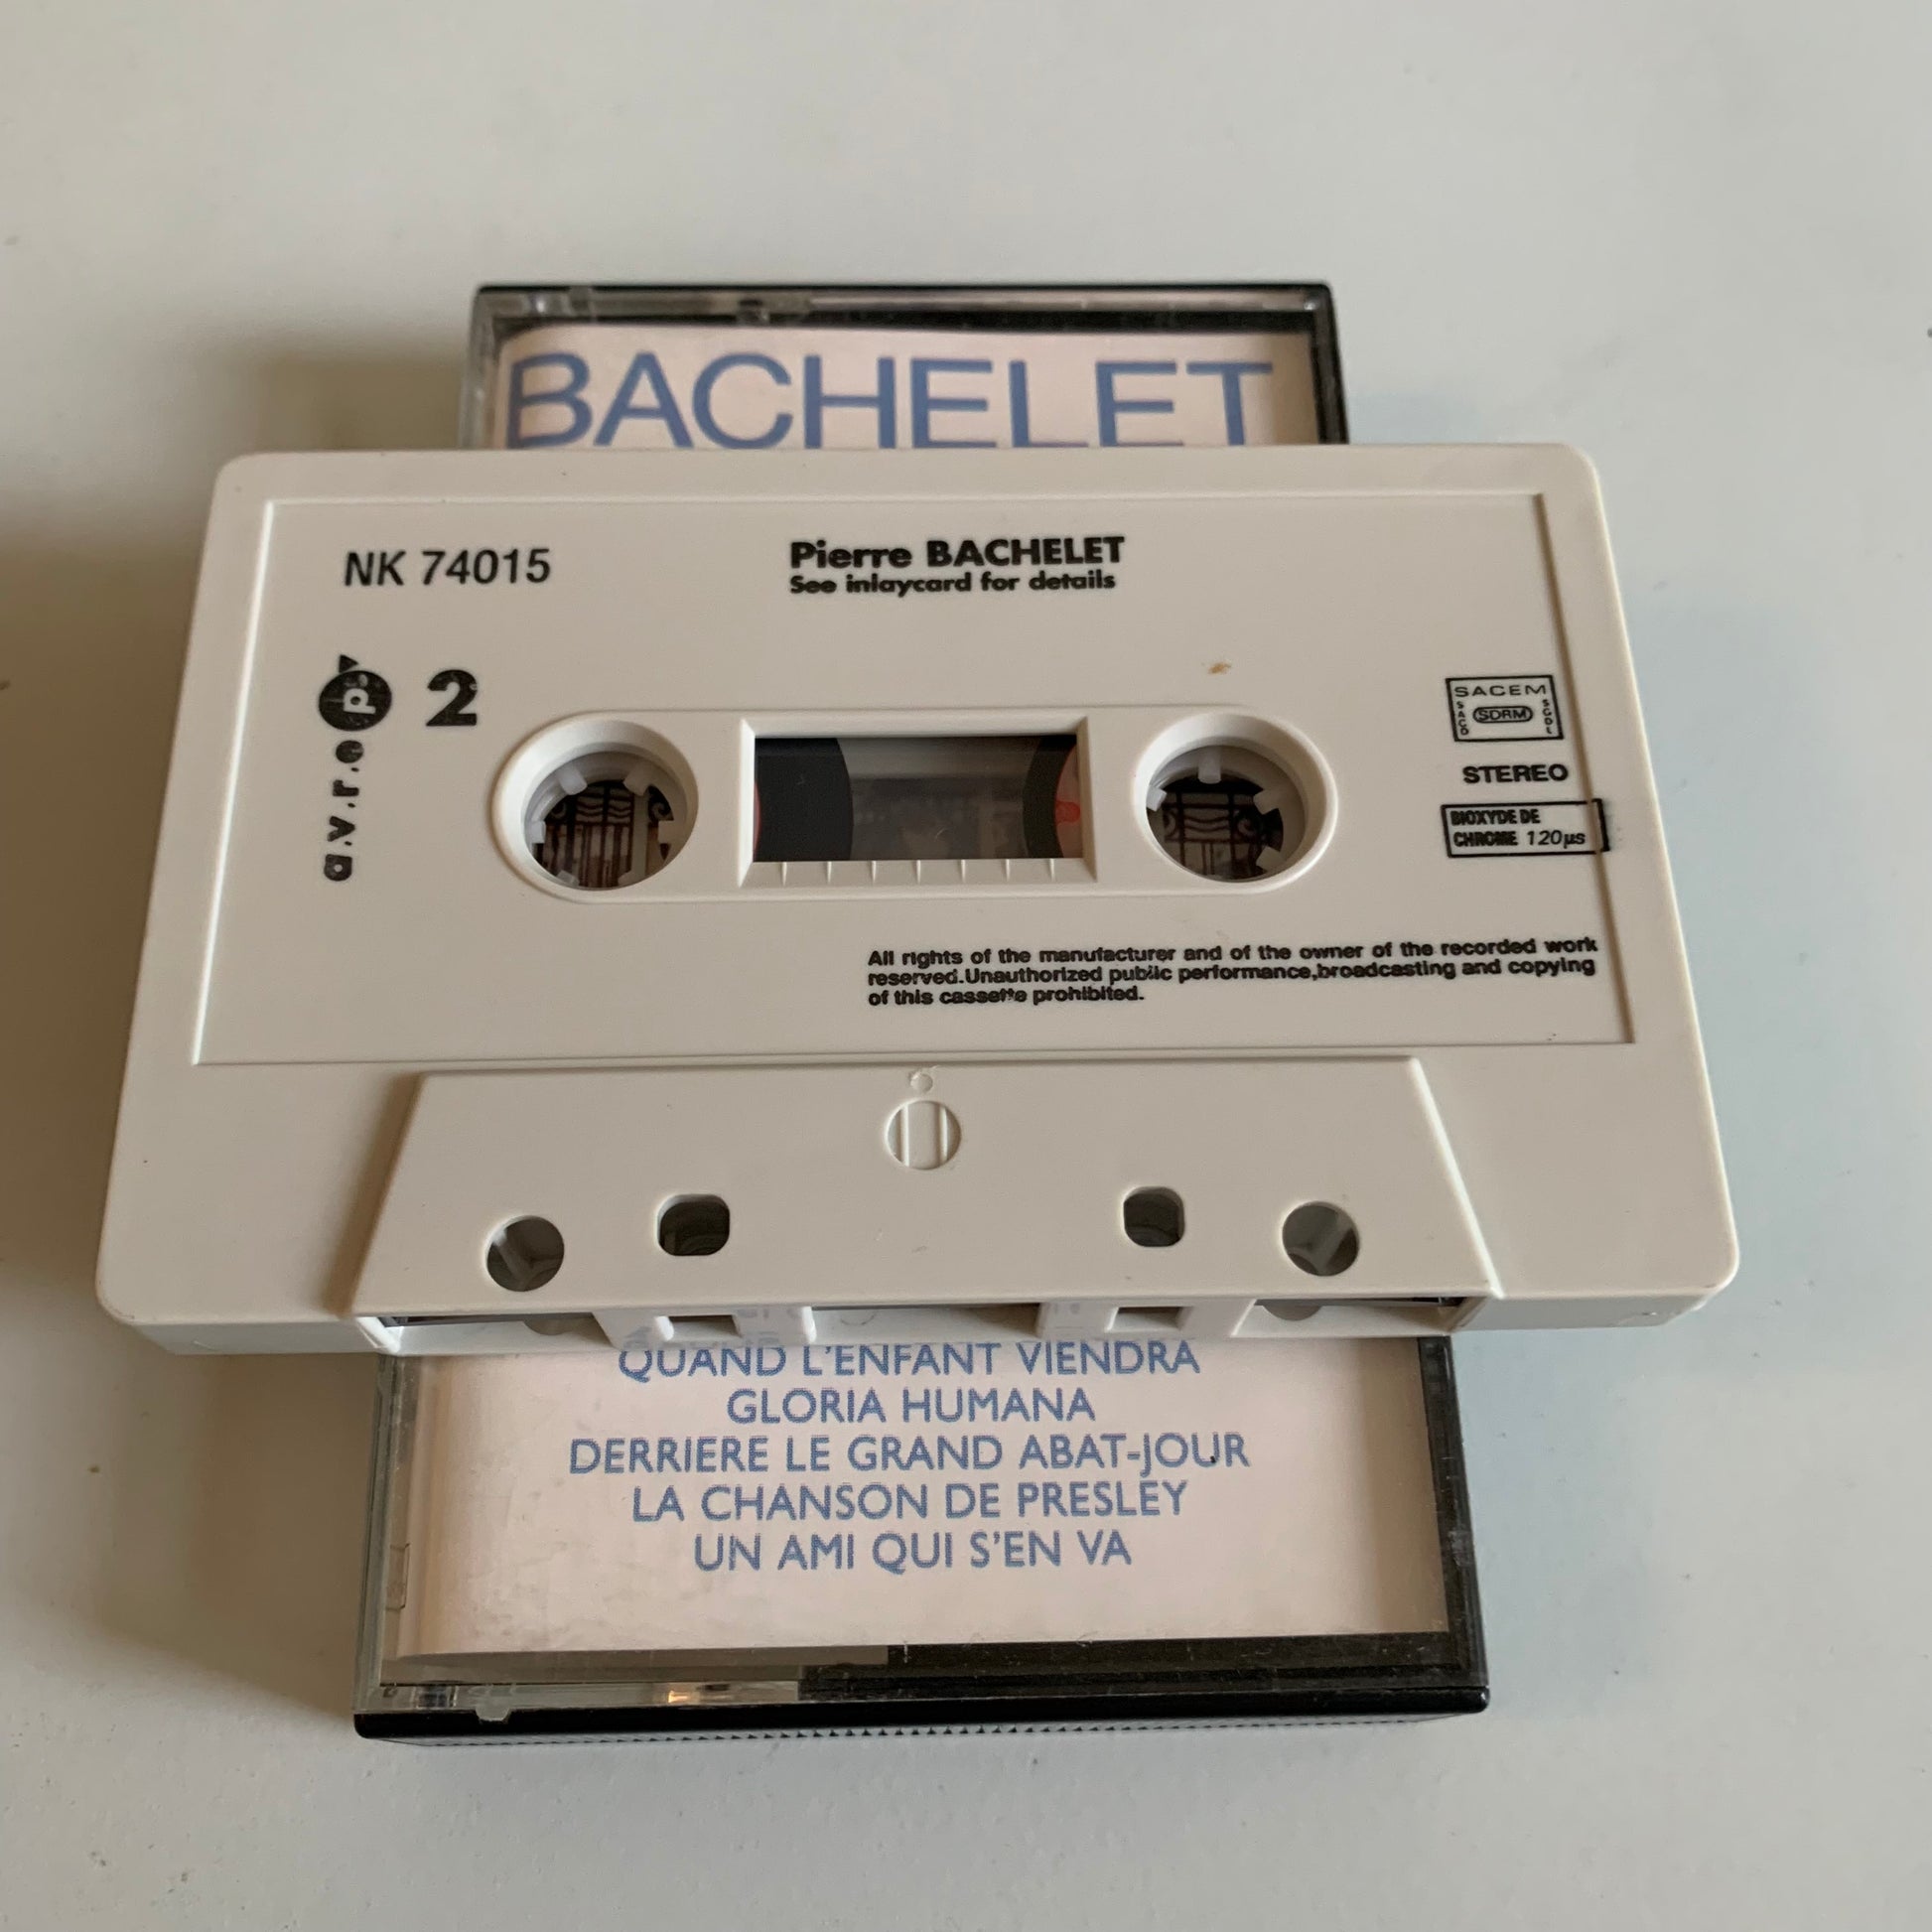 BACHELET
NK 74015
Pierre BACHELET
See inlaycard for details
a.v.r.e.p.
2
SACEM
SACD
SDRM
SGDL
STEREO
BIOXYDE DE
CHROME 120µs
All rights of the manufacturer and of the owner of the recorded work
reserved.Unauthorized public performance,broadcasting and copying
of this cassette prohibited.
QUAND L'ENFANT VIENDRA
GLORIA HUMANA
DERRIERE LE GRAND ABAT-JOUR
LA CHANSON DE PRESLEY
UN AMI QUI S'EN VA